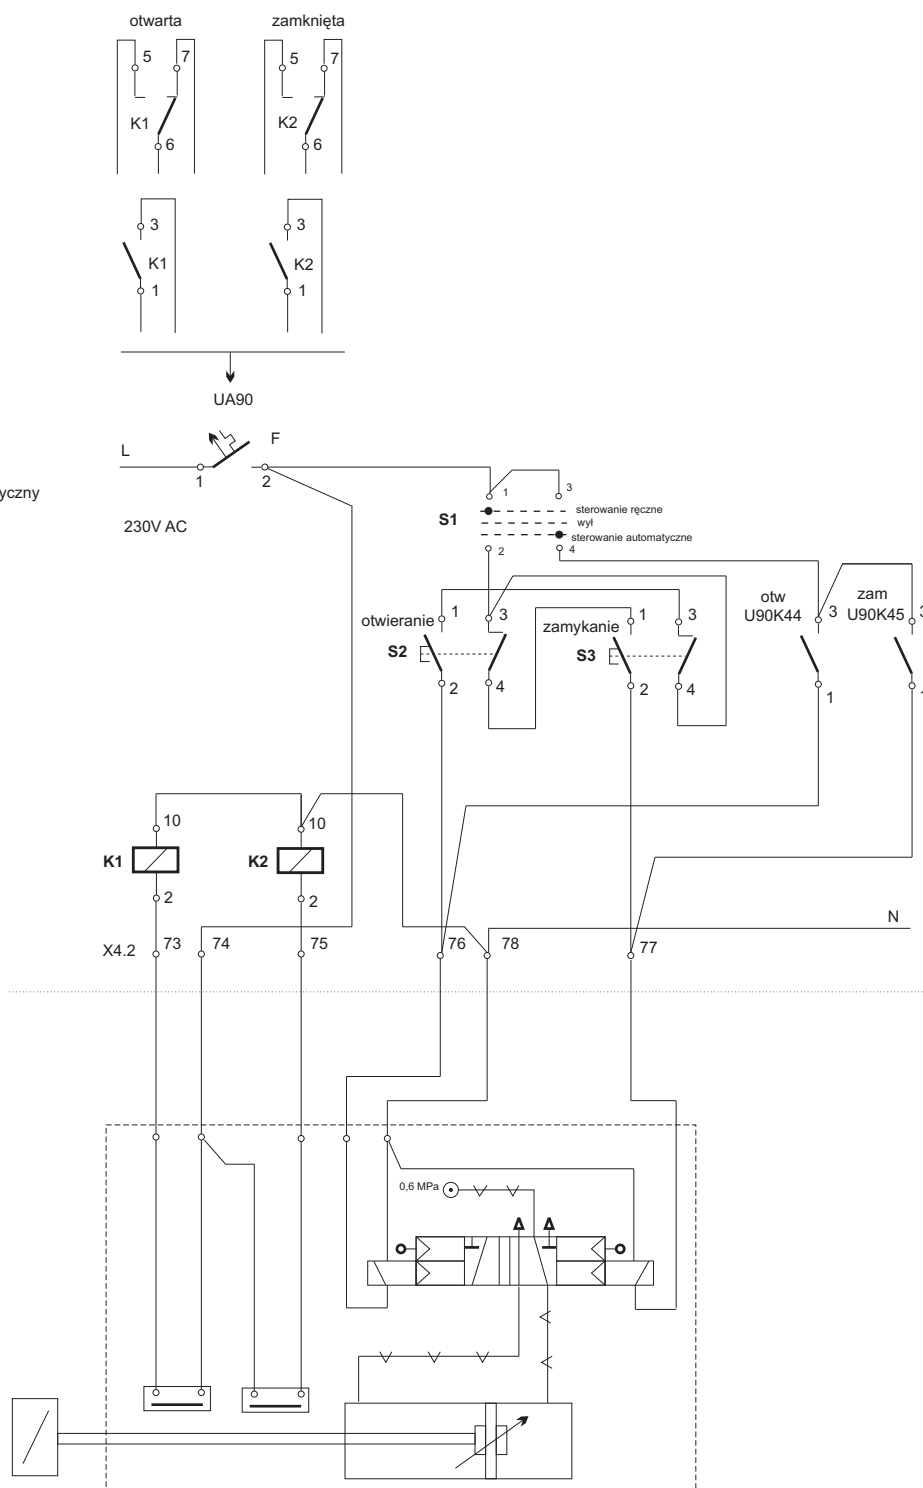 otwarta zamknięta
5 7 5 7
K1 K2
6 6
3 3
K1 K2
1 1
UA90
L F
1 2
yczny
230V AC
1 3
S1
sterowanie ręczne
wył
sterowanie automatyczne
2 4
otw zam
U90K44 3 U90K45 3
otwieranie 1 3 zamykanie 1 3
S2 S3
2 4 2 4 1 1
10 10
K1 K2
2 2
X4.2 73 74 75 76 78 77
N
0,6 MPa